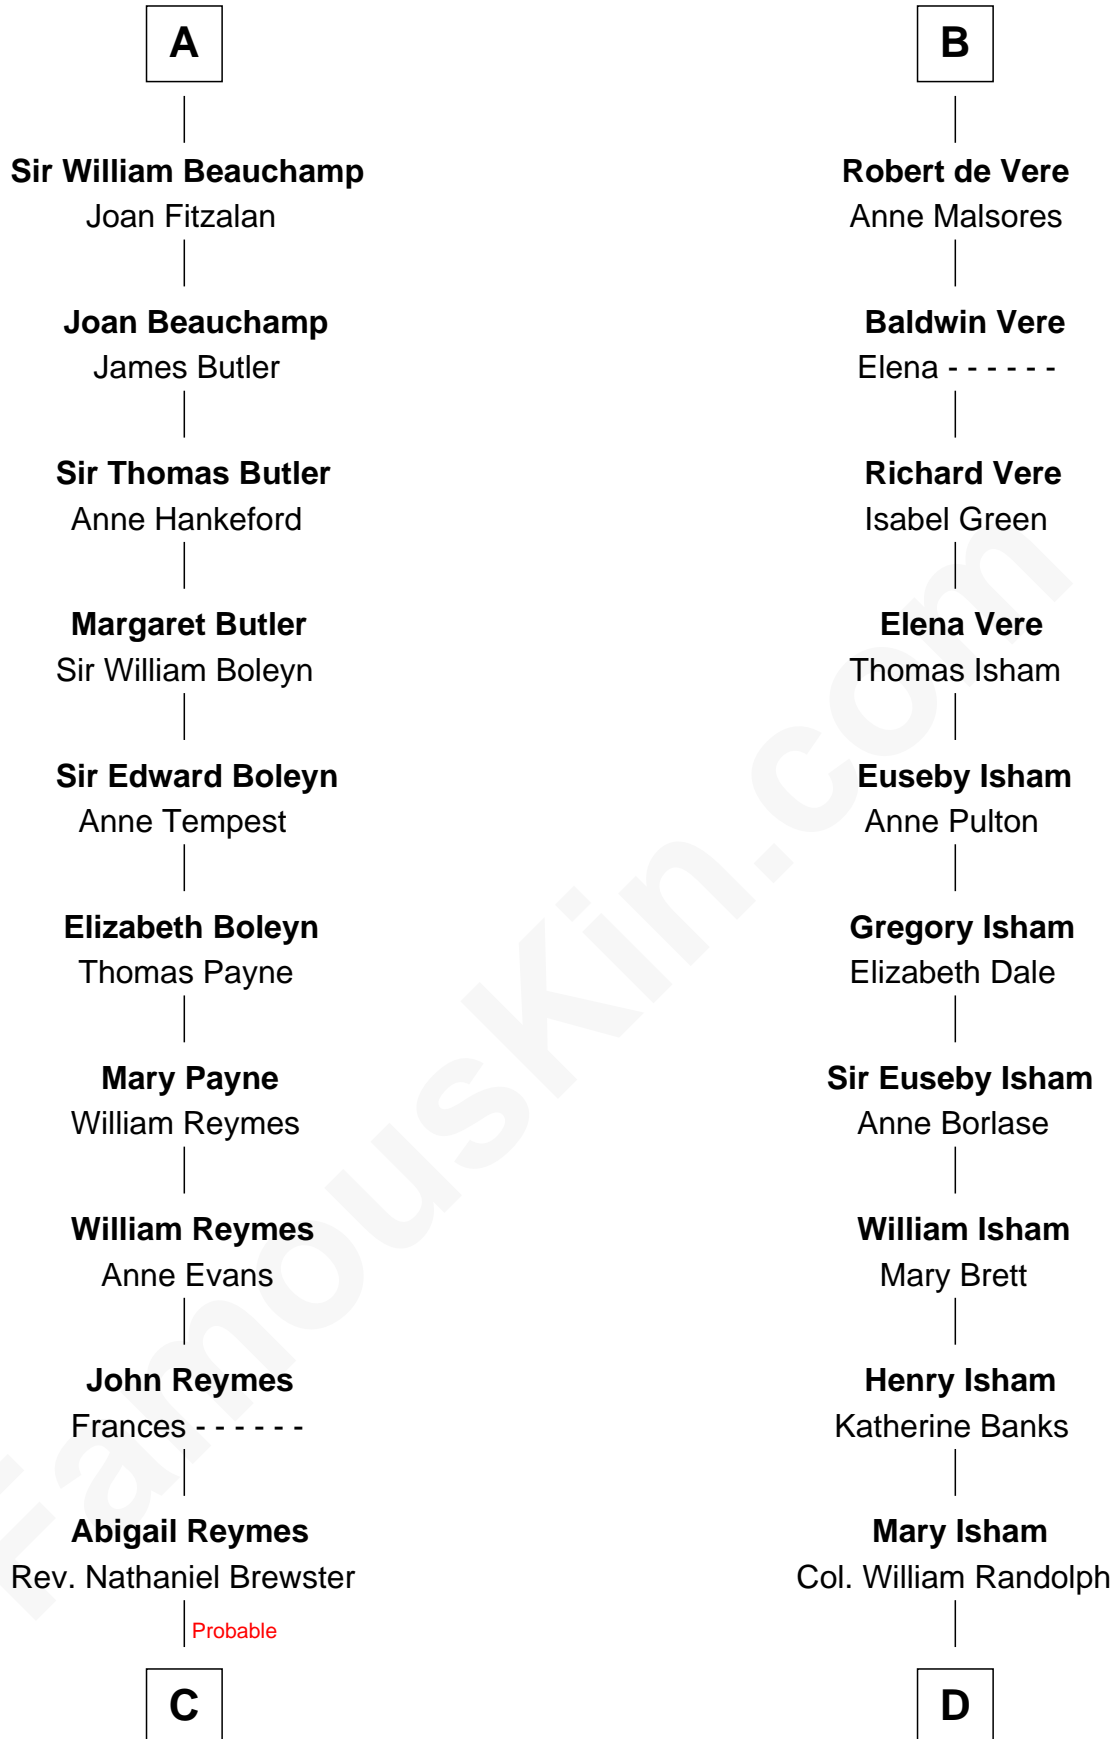 A
Sir William Beauchamp
Joan Fitzalan
Joan Beauchamp
James Butler
Sir Thomas Butler
Anne Hankeford
Margaret Butler
Sir William Boleyn
Sir Edward Boleyn
Anne Tempest
Elizabeth Boleyn
Thomas Payne
Mary Payne
William Reymes
William Reymes
Anne Evans
John Reymes
Frances - - - - - -
Abigail Reymes
Rev. Nathaniel Brewster
Probable
C
B
Robert de Vere
Anne Malsores
Baldwin Vere
Elena - - - - - -
Richard Vere
Isabel Green
Elena Vere
Thomas Isham
Euseby Isham
Anne Pulton
Gregory Isham
Elizabeth Dale
Sir Euseby Isham
Anne Borlase
William Isham
Mary Brett
Henry Isham
Katherine Banks
Mary Isham
Col. William Randolph
D
FamousKin.com